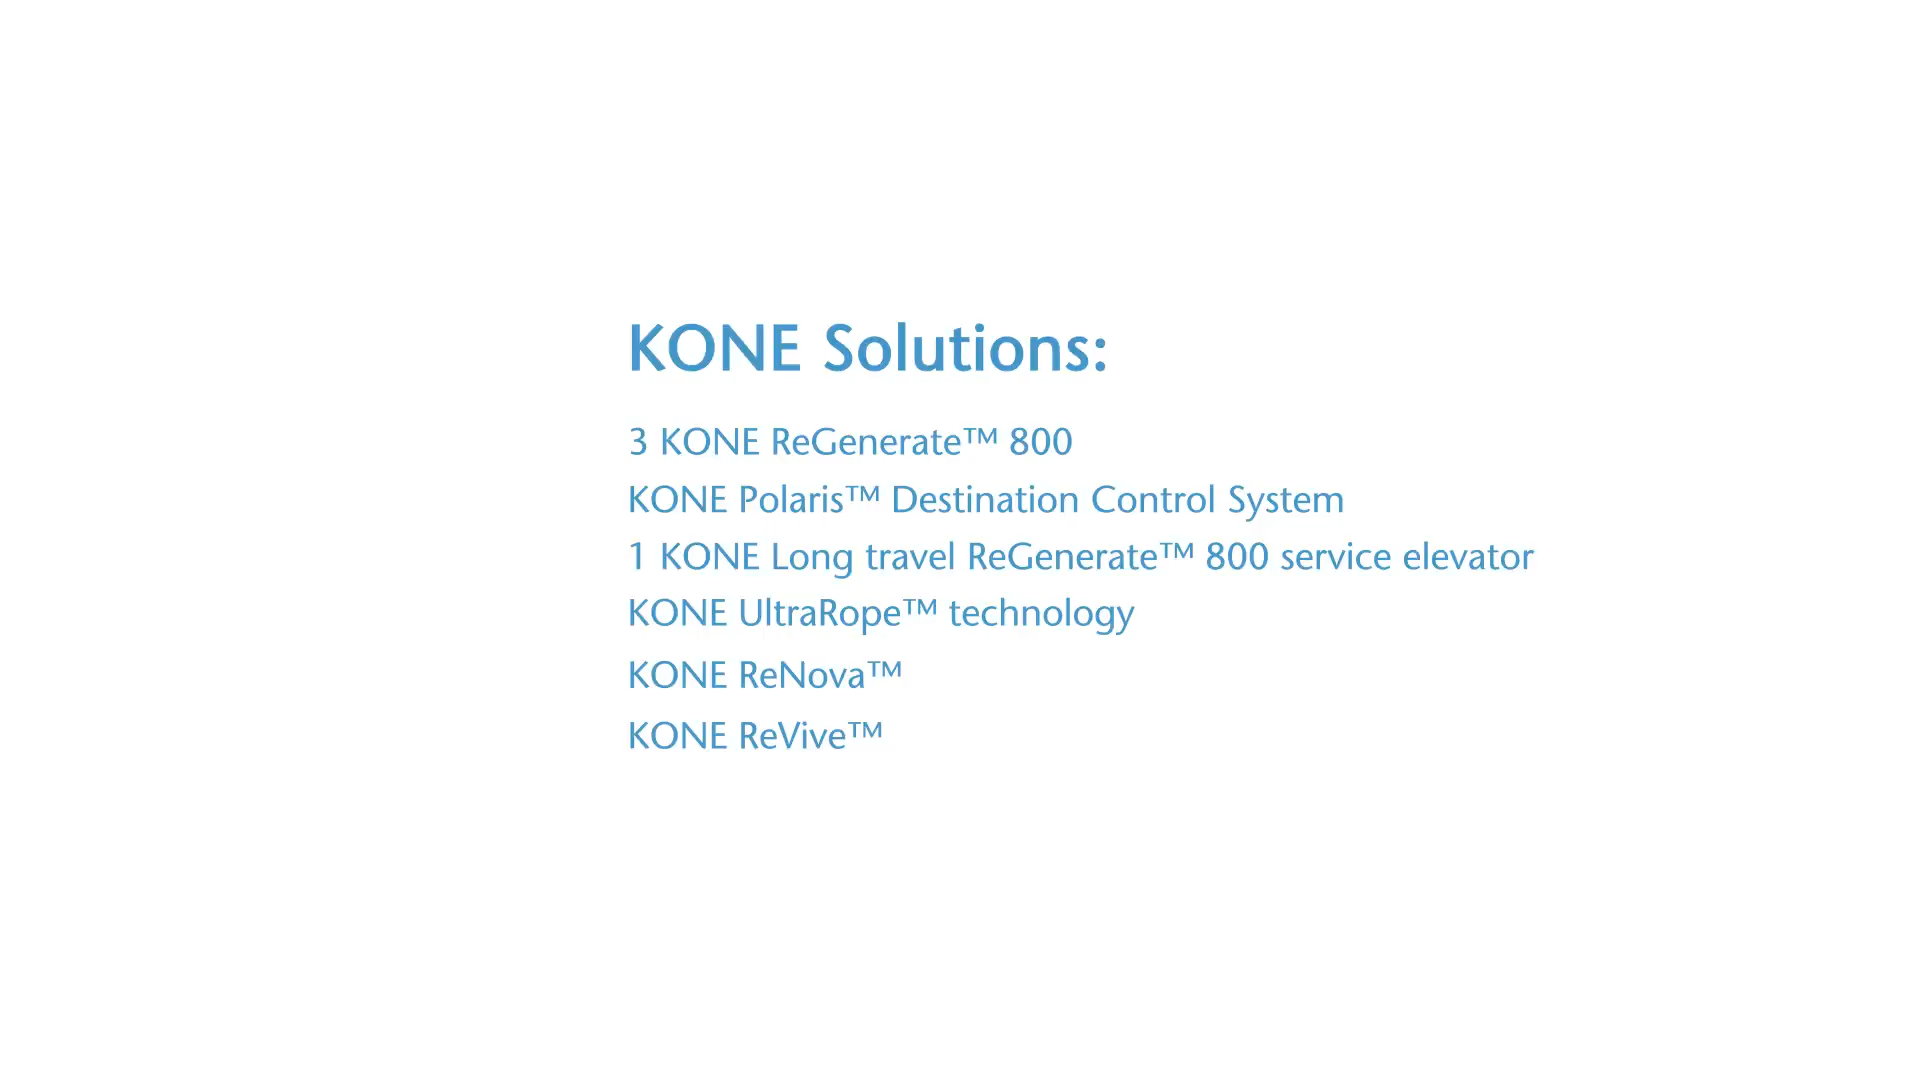 KONE Solutions:
3 KONE ReGenerate™ 800
KONE Polaris™ Destination Control System
1 KONE Long travel ReGenerate™ 800 service elevator
KONE UltraRope™ technology
KONE ReNova™
KONE ReVive™